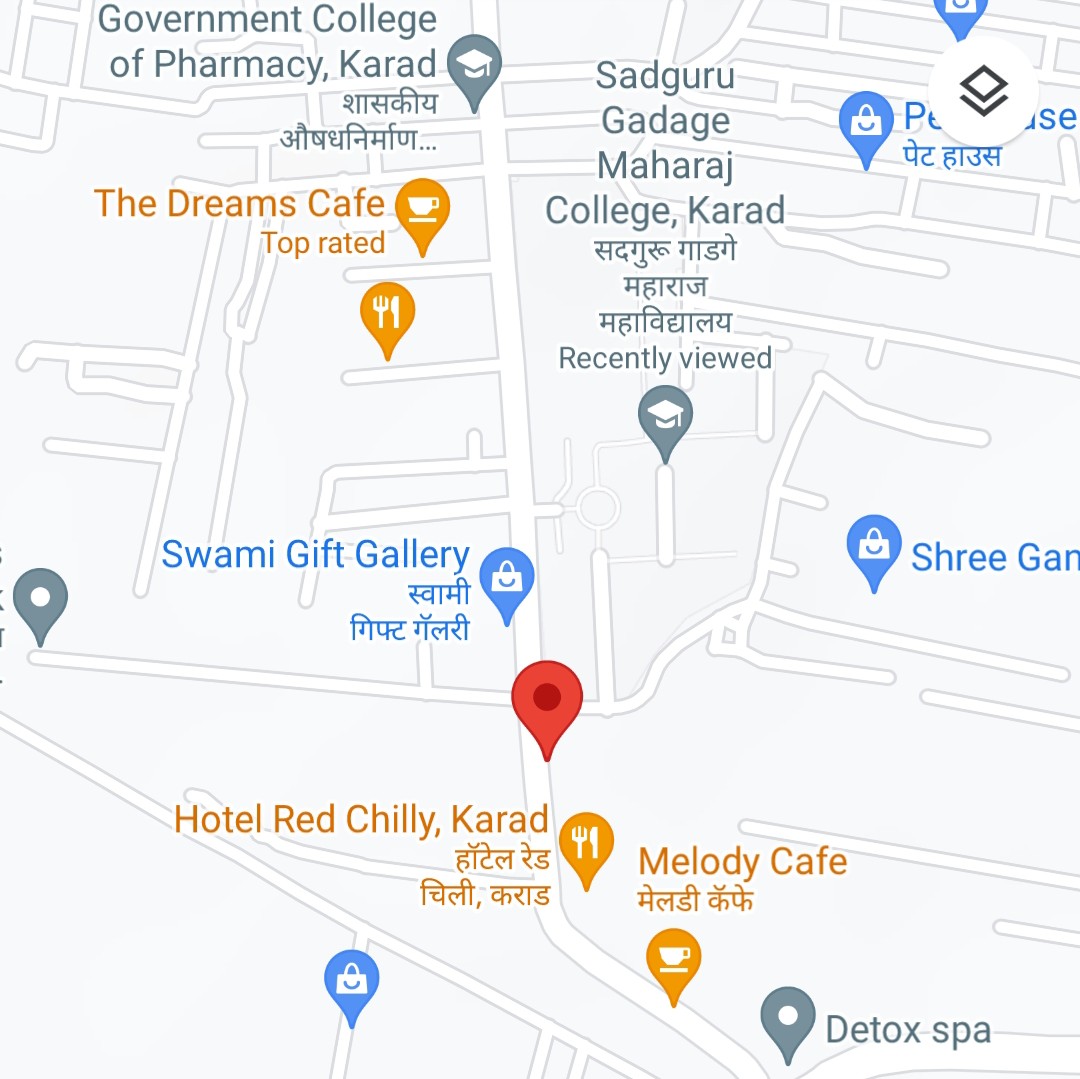 Government College
of Pharmacy, Karad
शासकीय
औषधनिर्माण...
Sadguru
Gadage
Maharaj
College, Karad
सदगुरू गाडगे
महाराज
महाविद्यालय
Recently viewed
पेट हाउस
The Dreams Cafe
Top rated
Swami Gift Gallery
स्वामी
गिफ्ट गॅलरी
Shree
Hotel Red Chilly, Karad
हॉटेल रेड
चिली, कराड
Melody Cafe
मेलडी कॅफे
Detox spa